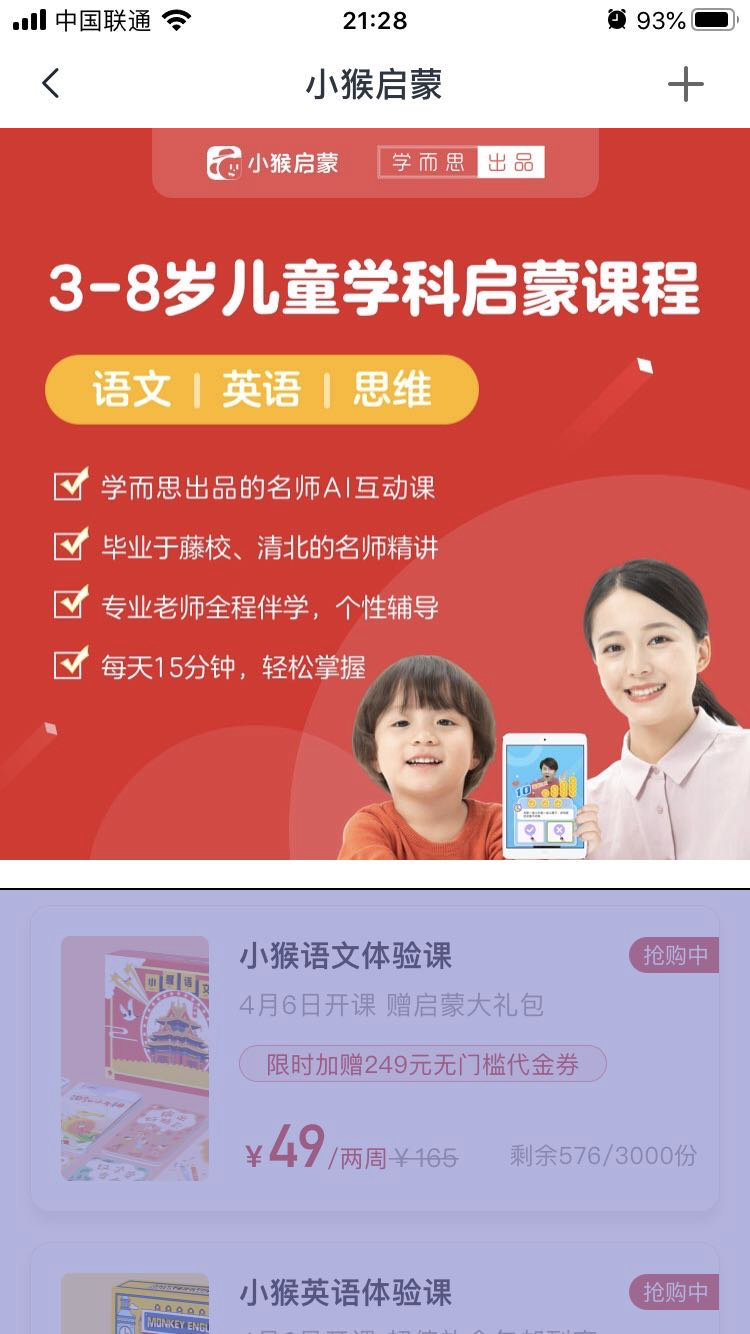 中国联通
21:28
93%
小猴启蒙
小猴启蒙 学而思 出品
3-8岁儿童学科启蒙课程
语文 | 英语 | 思维
学而思出品的名师AI互动课
毕业于藤校、清北的名师精讲
专业老师全程伴学，个性辅导
每天15分钟，轻松掌握
10
小猴语文
小猴语文体验课
抢购中
4月6日开课 赠启蒙大礼包
限时加赠249元无门槛代金券
¥49/两周 ¥165
剩余576/3000份
小猴英语体验课
抢购中
MONKEY ENGL